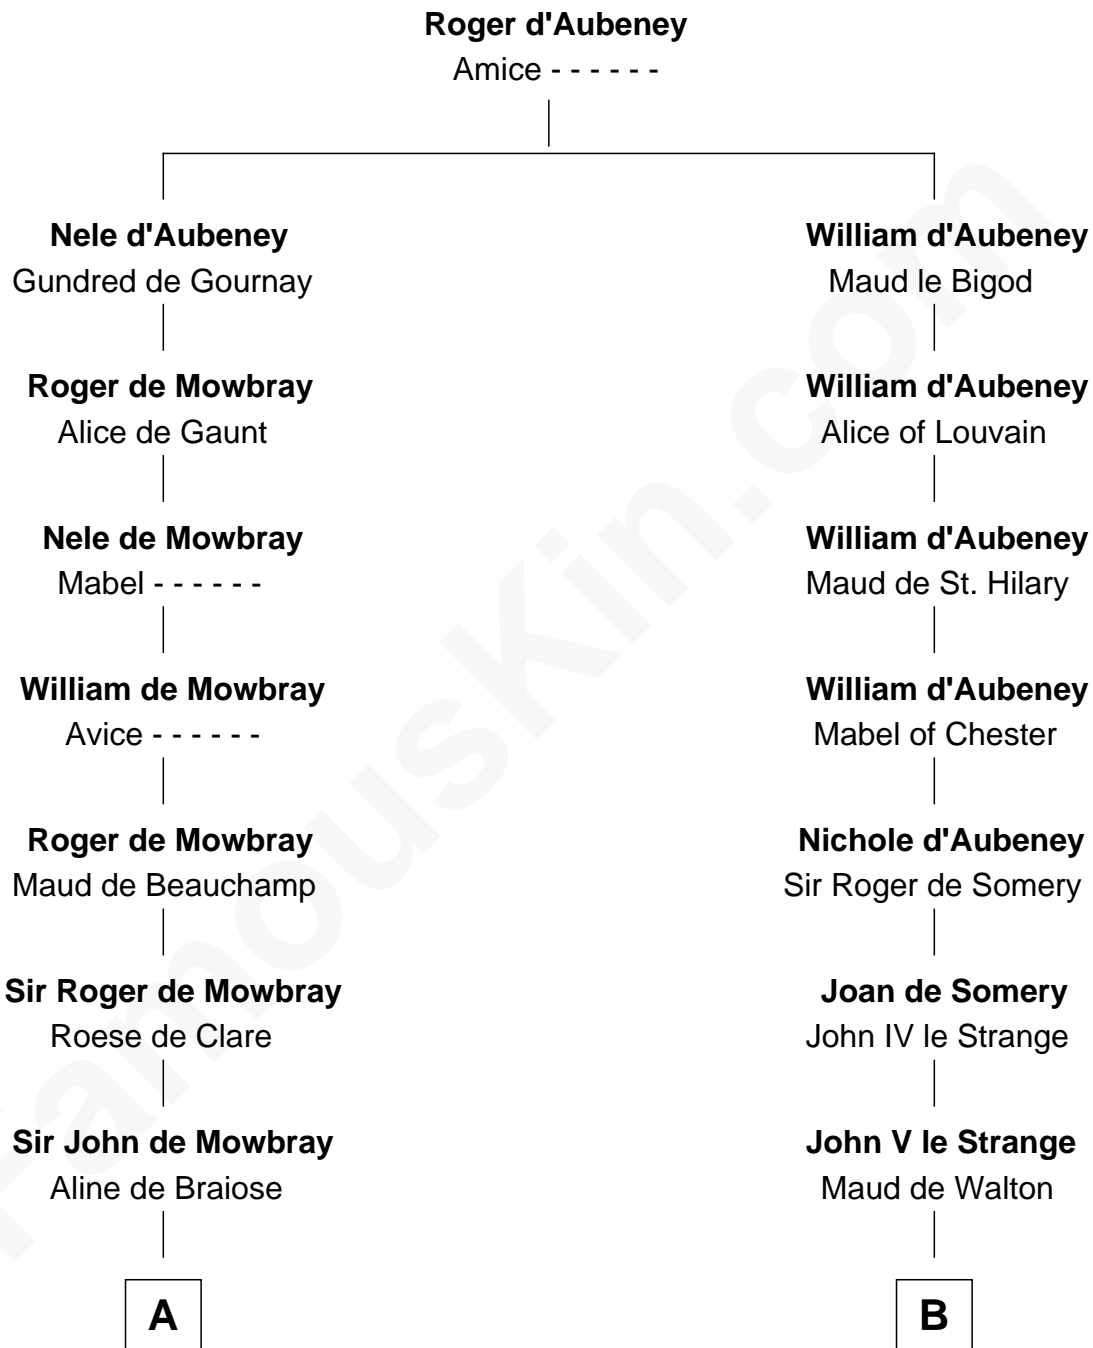 Roger d'Aubeney
Amice - - - - - -
Nele d'Aubeney
Gundred de Gournay
Roger de Mowbray
Alice de Gaunt
Nele de Mowbray
Mabel - - - - - -
William de Mowbray
Avice - - - - - -
Roger de Mowbray
Maud de Beauchamp
Sir Roger de Mowbray
Roese de Clare
Sir John de Mowbray
Aline de Braiose
A
William d'Aubeney
Maud le Bigod
William d'Aubeney
Alice of Louvain
William d'Aubeney
Maud de St. Hilary
William d'Aubeney
Mabel of Chester
Nichole d'Aubeney
Sir Roger de Somery
Joan de Somery
John IV le Strange
John V le Strange
Maud de Walton
B
FamousKin.com